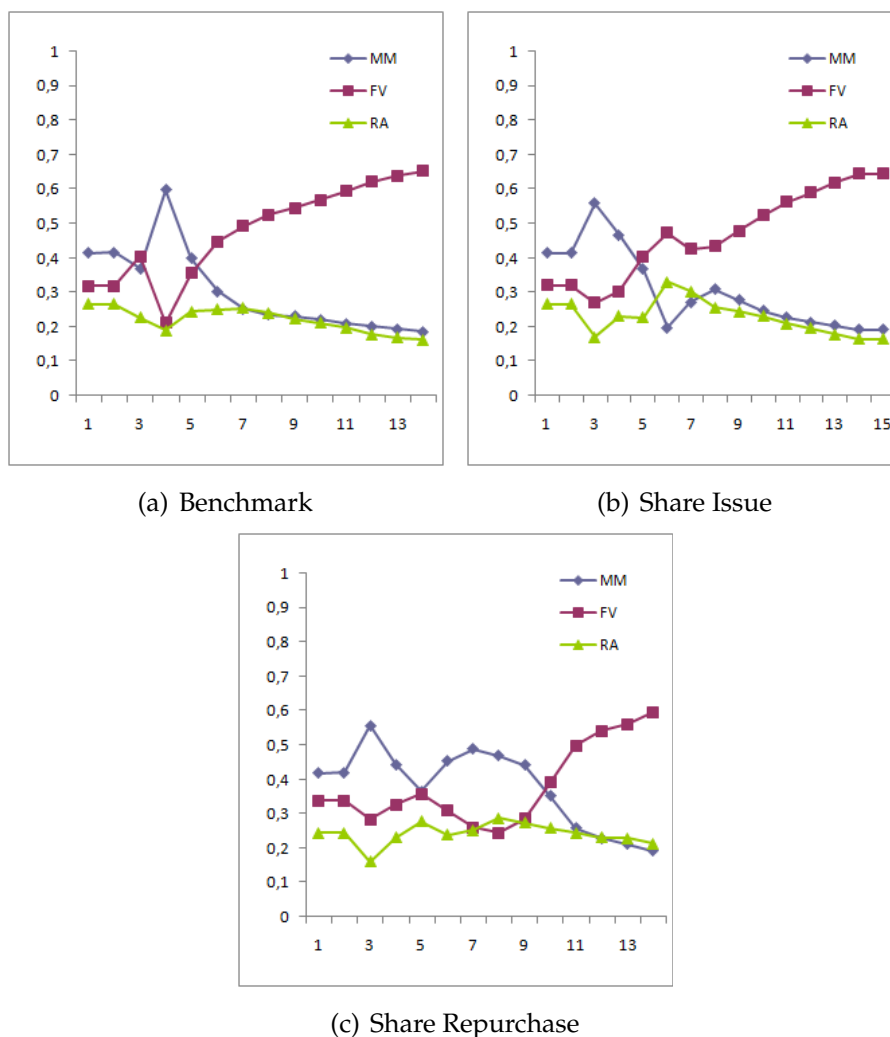 1
0,9
0,8
0,7
0,6
0,5
0,4
0,3
0,2
0,1
0
MM
FV
RA
1 3 5 7 9 11 13
(a) Benchmark
1
0,9
0,8
0,7
0,6
0,5
0,4
0,3
0,2
0,1
0
MM
FV
RA
1 3 5 7 9 11 13 15
(b) Share Issue
1
0,9
0,8
0,7
0,6
0,5
0,4
0,3
0,2
0,1
0
MM
FV
RA
1 3 5 7 9 11 13
(c) Share Repurchase